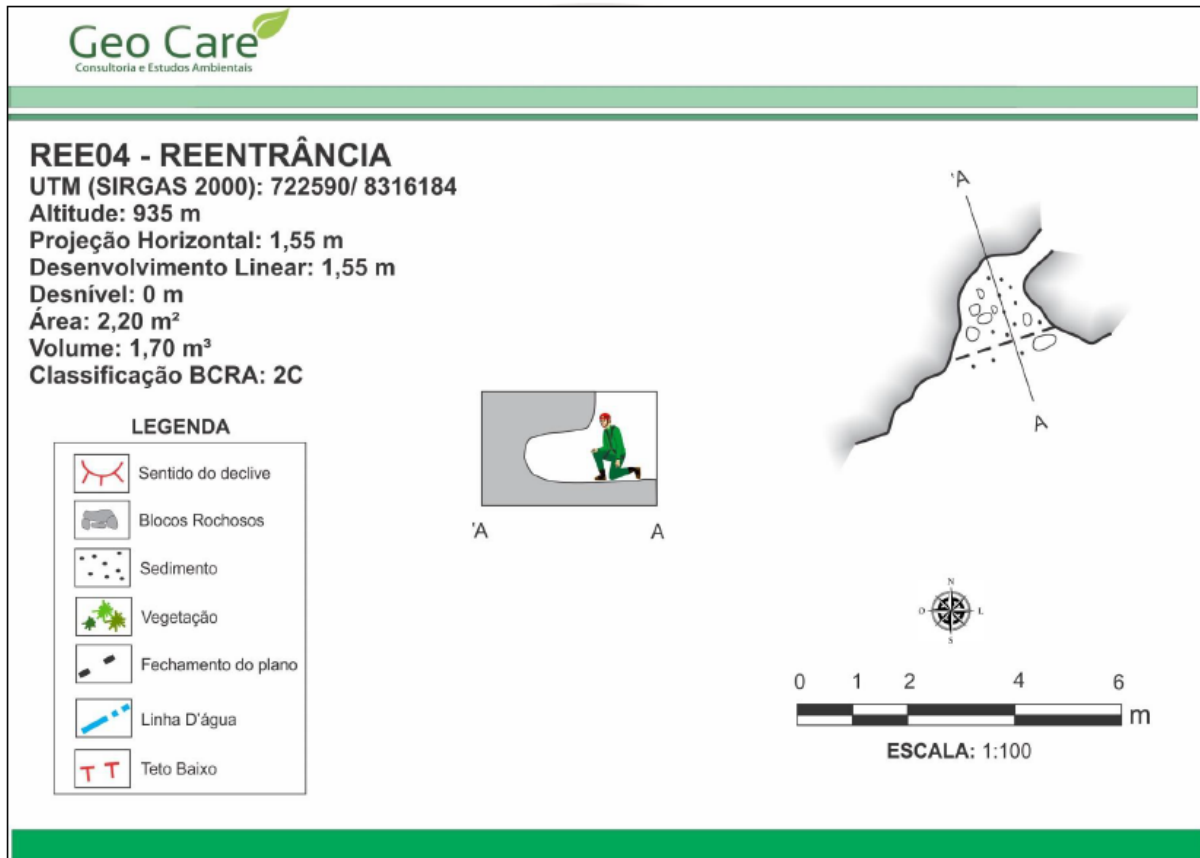 Geo Care
Consultoria e Estudos Ambientais
REE04 - REENTRÂNCIA
UTM (SIRGAS 2000): 722590/ 8316184
Altitude: 935 m
Projeção Horizontal: 1,55 m
Desenvolvimento Linear: 1,55 m
Desnível: 0 m
Área: 2,20 m²
Volume: 1,70 m³
Classificação BCRA: 2C
LEGENDA
Sentido do declive
Blocos Rochosos
Sedimento
Vegetação
Fechamento do plano
Linha D'água
Teto Baixo
'A A
'A
A
N
O L
S
0 1 2 4 6
m
ESCALA: 1:100